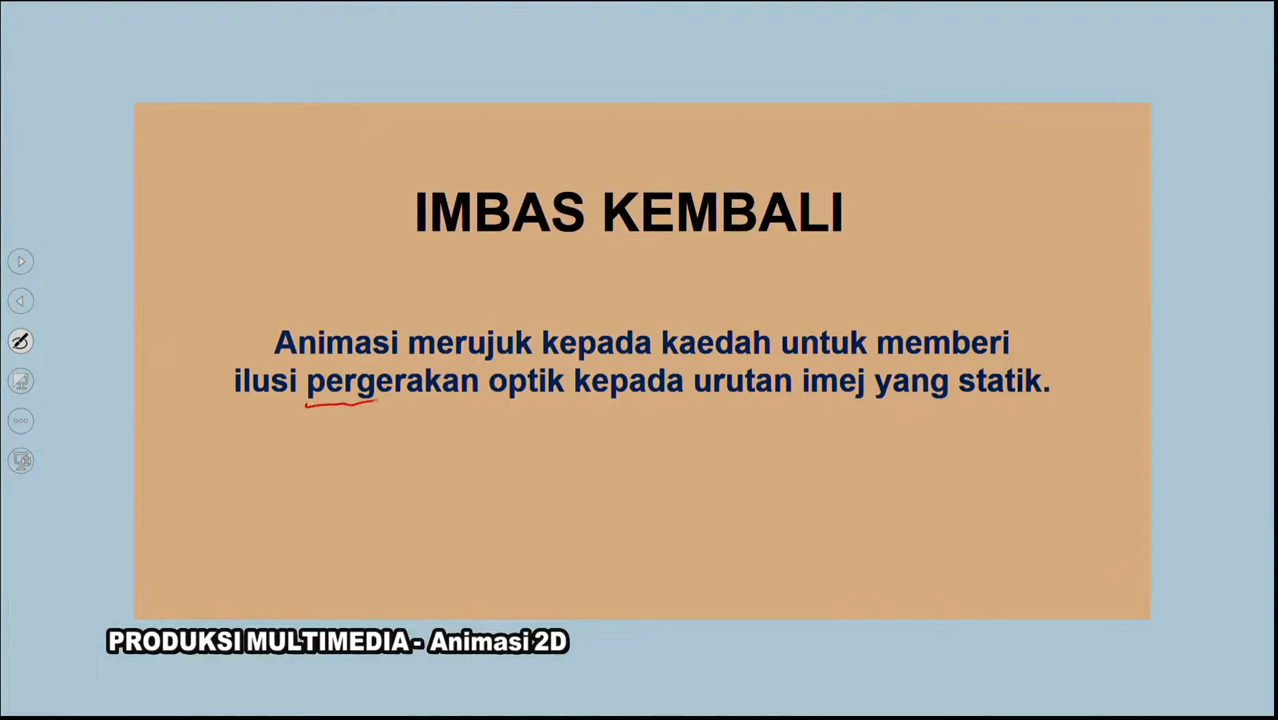 IMBAS KEMBALI
Animasi merujuk kepada kaedah untuk memberi
ilusi pergerakan optik kepada urutan imej yang statik.
PRODUKSI MULTIMEDIA - Animasi 2D